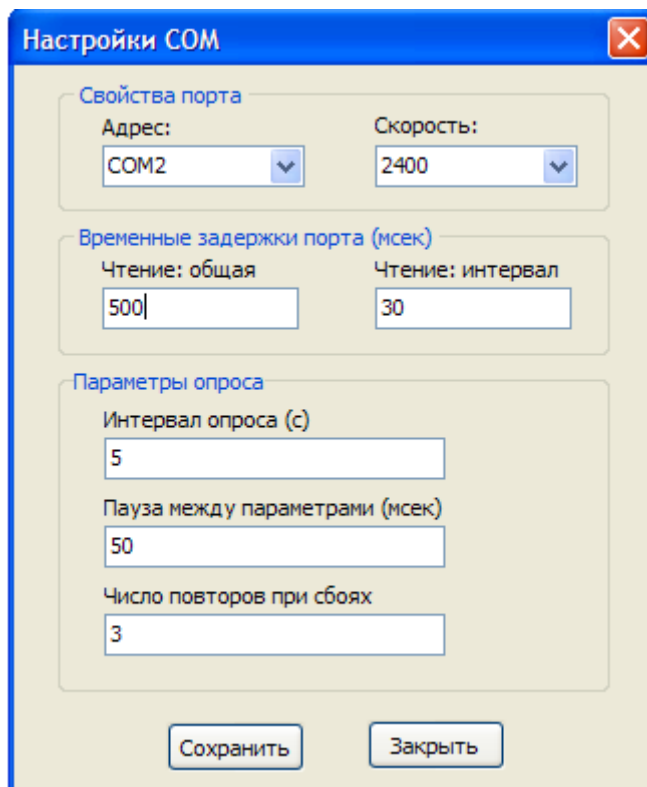 Настройки COM
Свойства порта
Адрес: Скорость:
COM2 2400
Временные задержки порта (мсек)
Чтение: общая Чтение: интервал
500 30
Параметры опроса
Интервал опроса (с)
5
Пауза между параметрами (мсек)
50
Число повторов при сбоях
3
Сохранить Закрыть